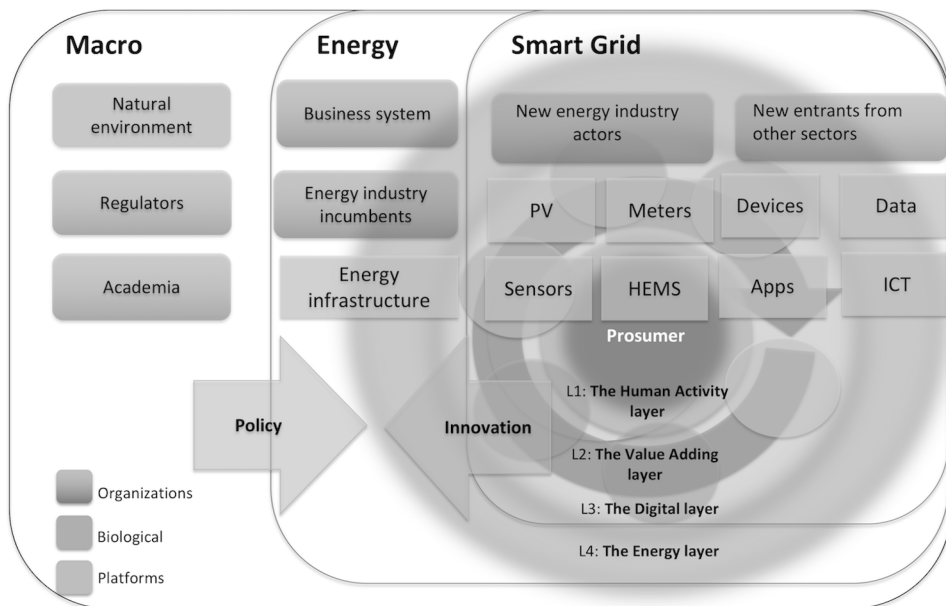 Macro
Energy
Smart Grid
Natural
environment
Business system
New energy industry
actors
New entrants from
other sectors
Regulators
Energy industry
incumbents
PV
Meters
Devices
Data
Academia
Energy
infrastructure
Sensors
HEMS
Apps
ICT
Prosumer
Policy
Innovation
L1: The Human Activity
layer
L2: The Value Adding
layer
L3: The Digital layer
L4: The Energy layer
Organizations
Biological
Platforms